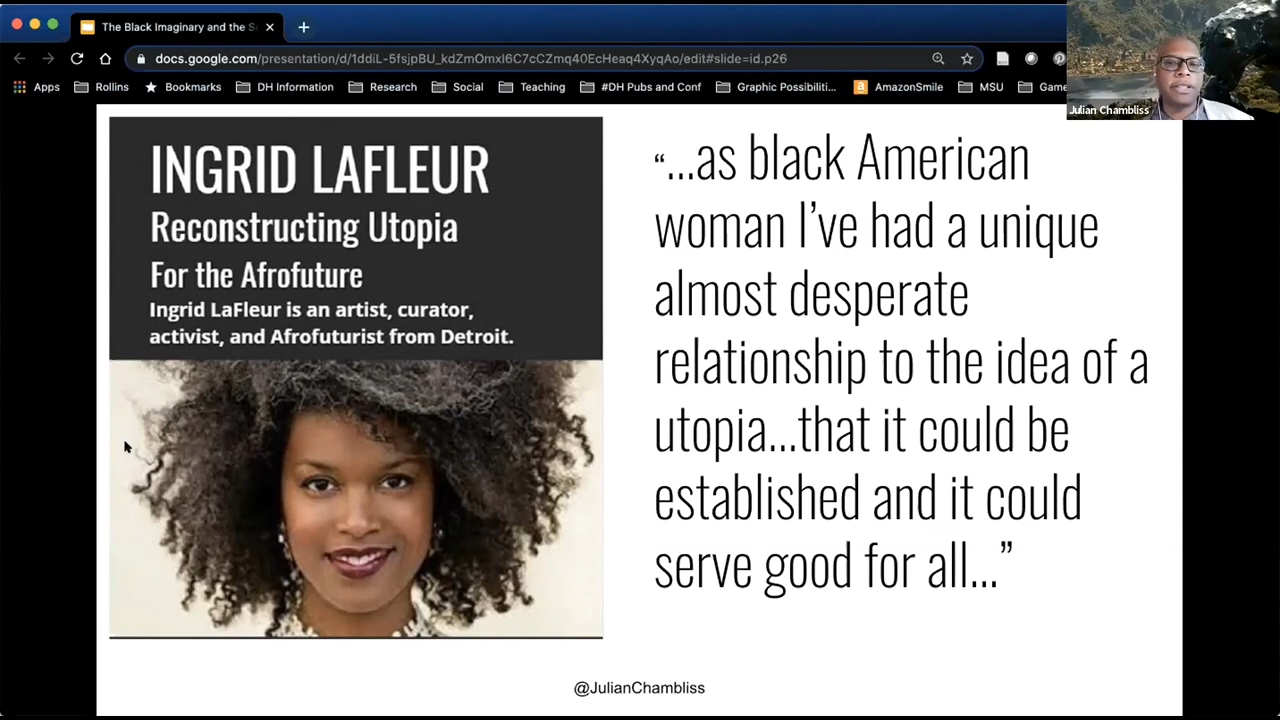 The Black Imaginary and the S
docs.google.com/presentation/d/1ddiL-5fsjpBU_kdZmOmxI6C7cCZmq40EcHeaq4XyqAo/edit#slide=id.p26
Apps Rollins Bookmarks DH Information Research Social Teaching #DH Pubs and Conf Graphic Possibiliti... AmazonSmile MSU Game
Julian Chambliss
INGRID LAFLEUR
Reconstructing Utopia
For the Afrofuture
Ingrid LaFleur is an artist, curator,
activist, and Afrofuturist from Detroit.
“...as black American
woman I’ve had a unique
almost desperate
relationship to the idea of a
utopia...that it could be
established and it could
serve good for all...”
@JulianChambliss